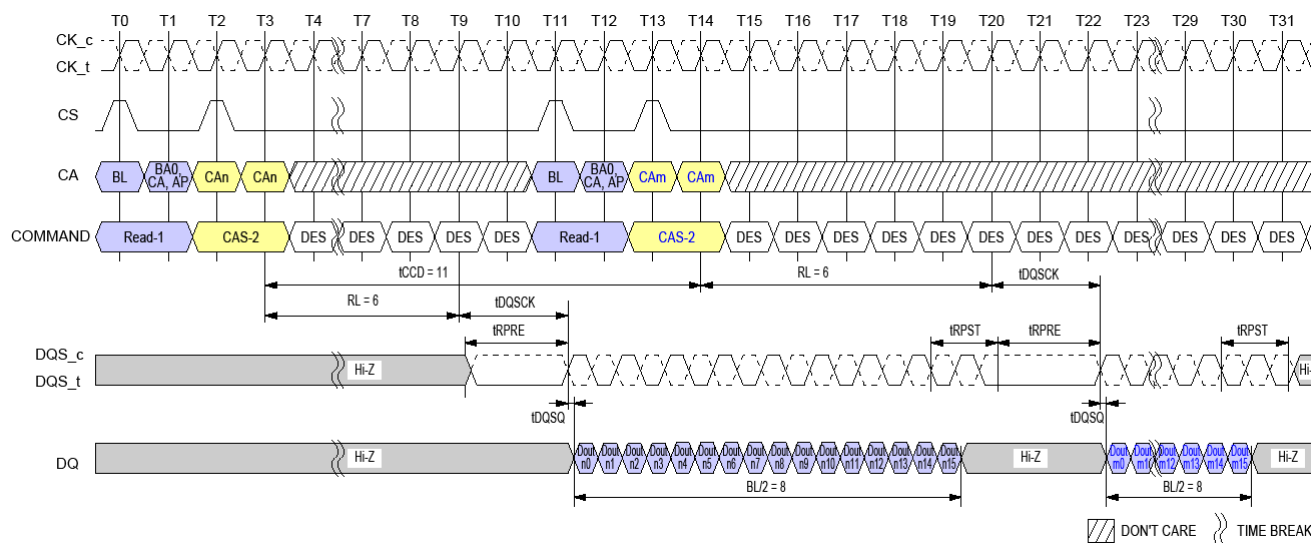 T0 T1 T2 T3 T4 T7 T8 T9 T10 T11 T12 T13 T14 T15 T16 T17 T18 T19 T20 T21 T22 T23 T29 T30 T31
CK_c
CK_t
CS
CA BL BA0, CA, AP CAn CAn BL BA0, CA, AP CAm CAm
COMMAND Read-1 CAS-2 DES DES DES DES DES Read-1 CAS-2 DES DES DES DES DES DES DES DES DES DES DES DES
tCCD = 11 RL = 6 tDQSCK
RL = 6 tDQSCK
tRPRE tRPST tRPRE tRPST
DQS_c
DQS_t
Hi-Z Hi-
tDQSQ tDQSQ
DQ Hi-Z Dout n0 Dout n1 Dout n2 Dout n3 Dout n4 Dout n5 Dout n6 Dout n7 Dout n8 Dout n9 Dout n10 Dout n11 Dout n12 Dout n13 Dout n14 Dout n15 Hi-Z Dout m0 Dout m12 Dout m13 Dout m14 Dout m15 Hi-Z
BL/2 = 8 BL/2 = 8
DON'T CARE TIME BREAK